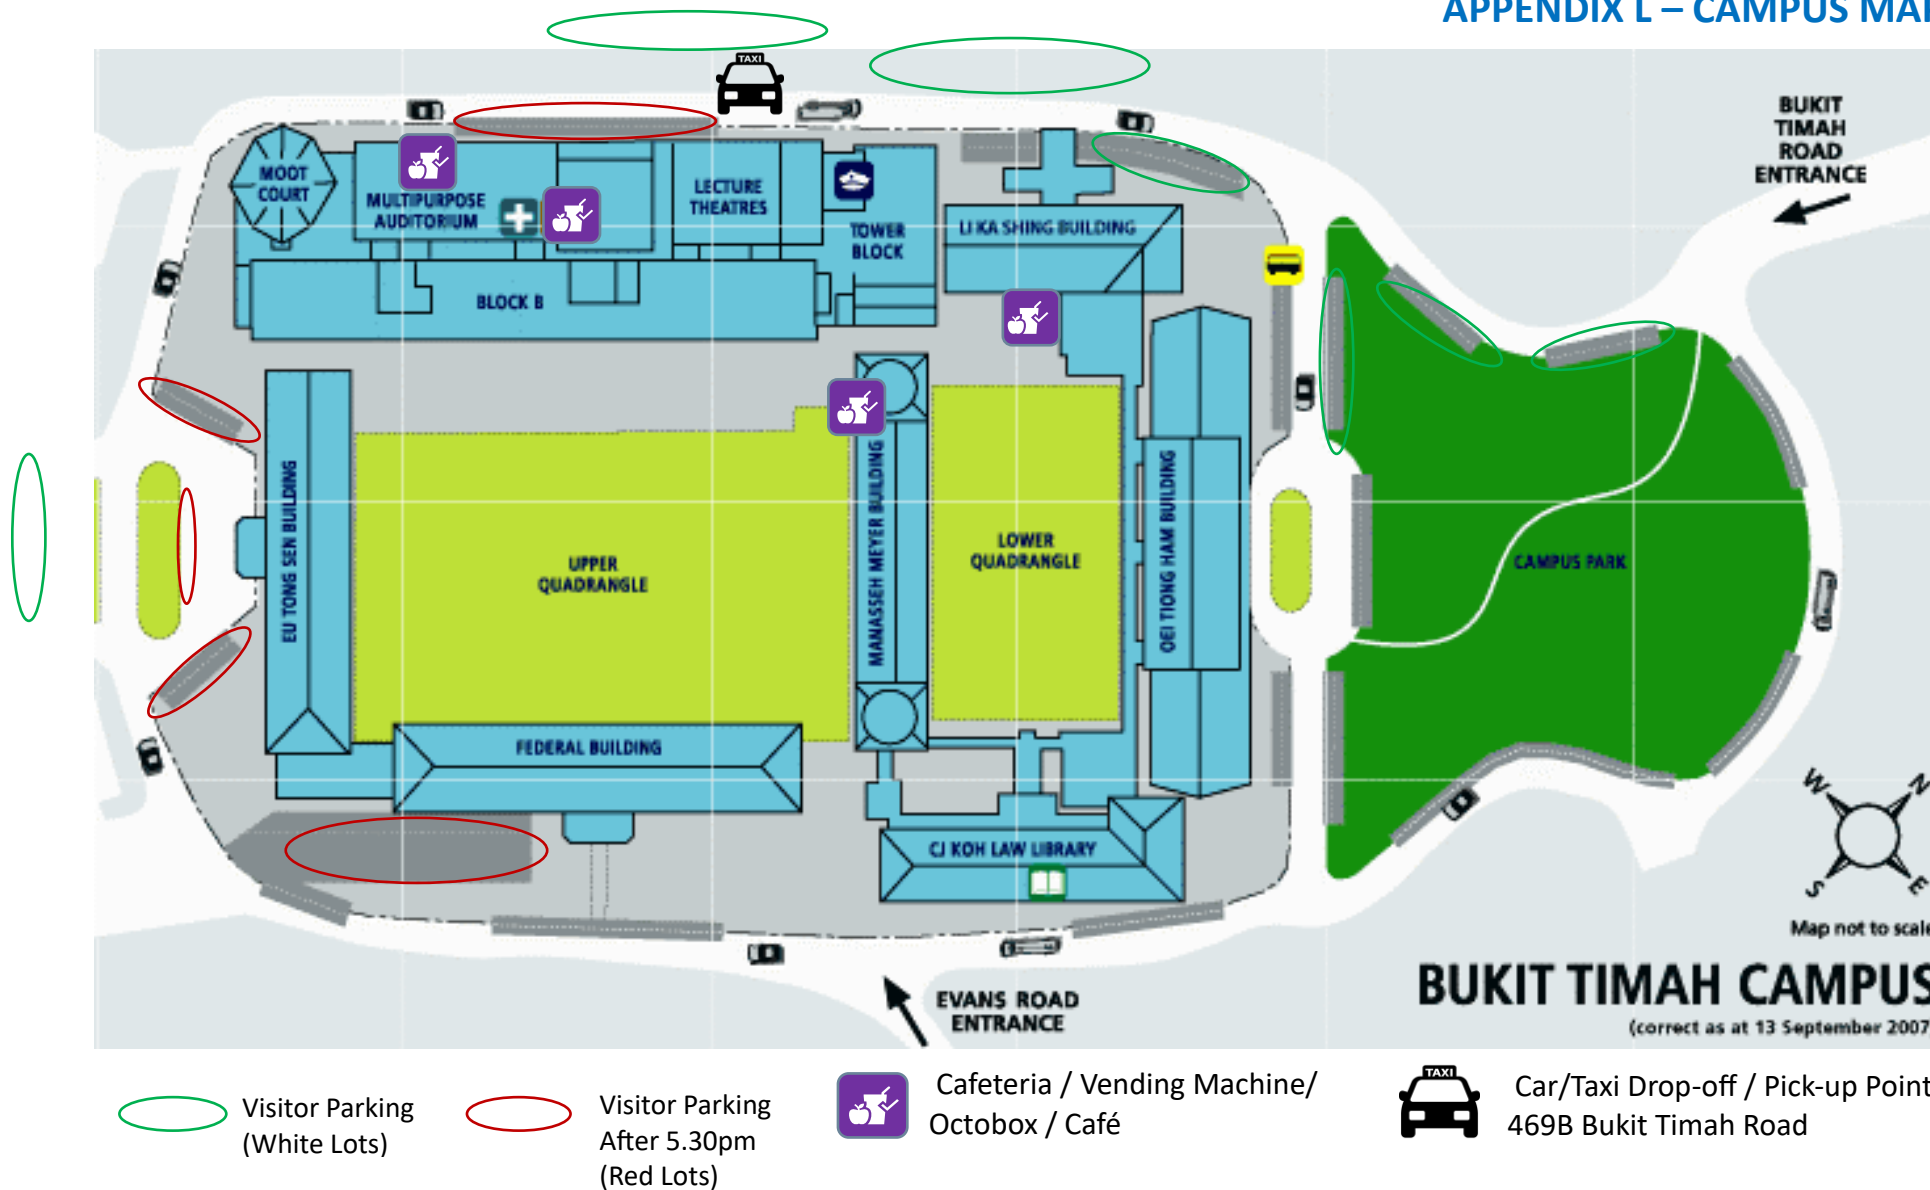 APPENDIX L – CAMPUS MAP
TAXI
BUKIT
TIMAH
ROAD
ENTRANCE
MOOT
COURT
MULTIPURPOSE
AUDITORIUM
LECTURE
THEATRES
TOWER
BLOCK
LI KA SHING BUILDING
BLOCK B
EU TONG SEN BUILDING
UPPER
QUADRANGLE
MANASSEH MEYER BUILDING
LOWER
QUADRANGLE
OEI TIONG HAM BUILDING
CAMPUS PARK
FEDERAL BUILDING
CJ KOH LAW LIBRARY
W
N
S
E
Map not to scale
EVANS ROAD
ENTRANCE
BUKIT TIMAH CAMPUS
(correct as at 13 September 2007
Visitor Parking
(White Lots)
Visitor Parking
After 5.30pm
(Red Lots)
Cafeteria / Vending Machine/
Octobox / Café
TAXI
Car/Taxi Drop-off / Pick-up Point
469B Bukit Timah Road